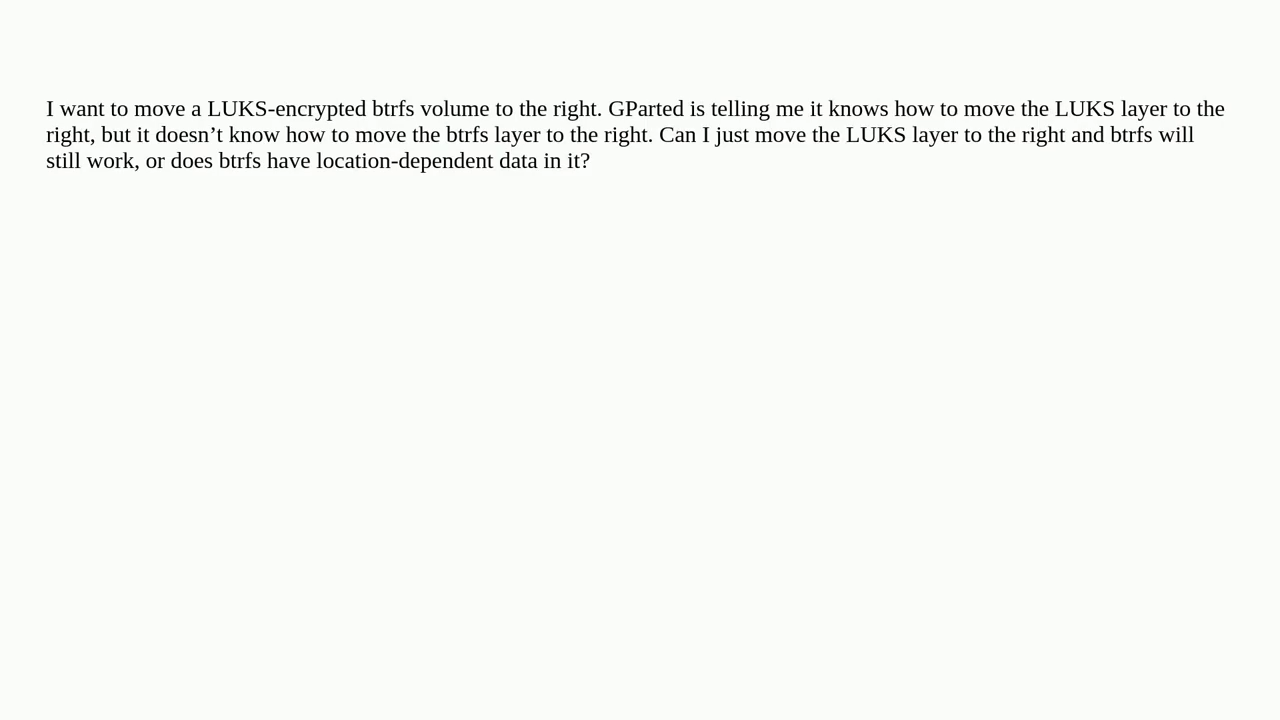 I want to move a LUKS-encrypted btrfs volume to the right. GParted is telling me it knows how to move the LUKS layer to the
right, but it doesn’t know how to move the btrfs layer to the right. Can I just move the LUKS layer to the right and btrfs will
still work, or does btrfs have location-dependent data in it?